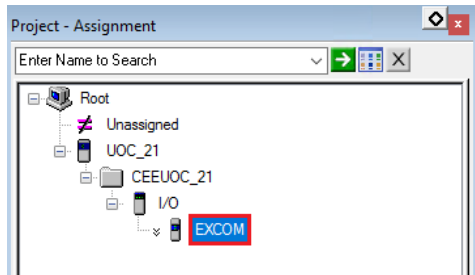 Project - Assignment
Enter Name to Search
Root
Unassigned
UOC_21
CEEUOC_21
I/O
EXCOM